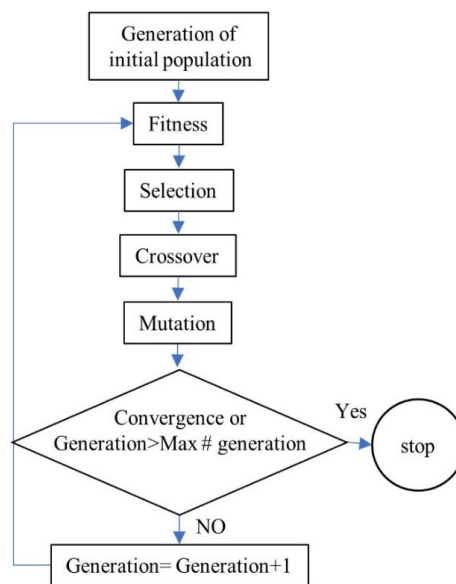 Generation of
initial population
Fitness
Selection
Crossover
Mutation
Convergence or
Generation>Max # generation
Yes
stop
NO
Generation= Generation+1